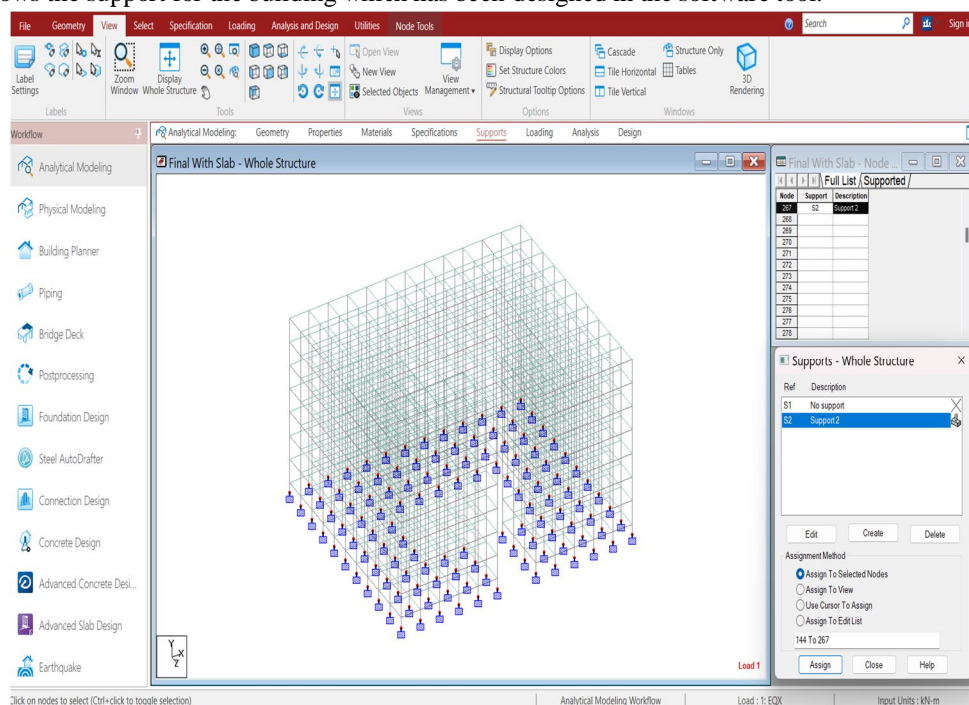 ows the support for the building which has been designed in the software tool.
File Geometry View Select Specification Loading Analysis and Design Utilities Node Tools Search Sign in
Label Settings
Zoom Window
Display Whole Structure
Open View
New View
Selected Objects
View Management
Display Options
Set Structure Colors
Structural Tooltip Options
Cascade
Tile Horizontal
Tile Vertical
Structure Only
Tables
3D Rendering
Labels Tools Views Options Windows
Workflow
Analytical Modeling: Geometry Properties Materials Specifications Supports Loading Analysis Design
Analytical Modeling
Physical Modeling
Building Planner
Piping
Bridge Deck
Postprocessing
Foundation Design
Steel AutoDrafter
Connection Design
Concrete Design
Advanced Concrete Desi...
Advanced Slab Design
Earthquake
Final With Slab - Whole Structure
Y
X
Z
Load 1
Final With Slab - Node ...
Full List Supported
Node Support Description
267 S2 Support 2
268
269
270
271
272
273
274
275
276
277
278
Supports - Whole Structure
Ref Description
S1 No support
S2 Support 2
Edit Create Delete
Assignment Method
Assign To Selected Nodes
Assign To View
Use Cursor To Assign
Assign To Edit List
144 To 267
Assign Close Help
Click on nodes to select (Ctrl+click to toggle selection) Analytical Modeling Workflow Load : 1: EQX Input Units : kN-m